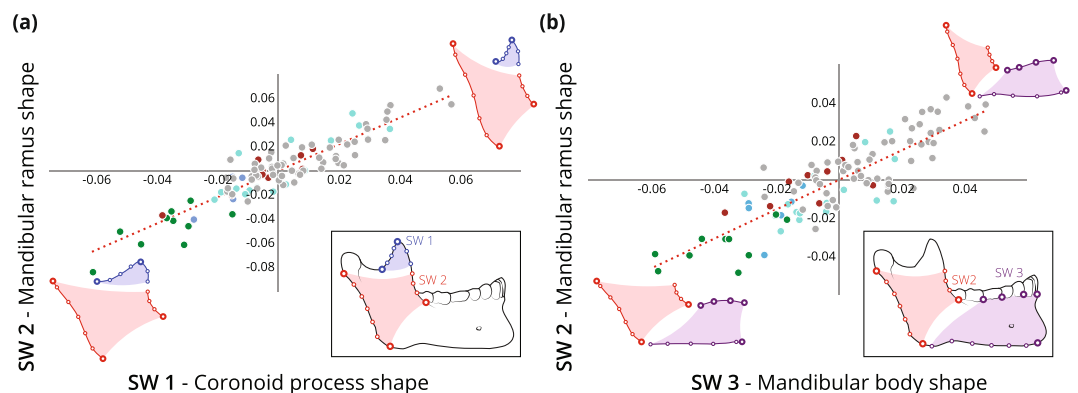 (a)
SW 2 - Mandibular ramus shape
0.06
0.04
0.02
-0.06
-0.04
-0.02
0.02
0.04
0.06
-0.02
-0.04
-0.06
-0.08
SW 1
SW 2
SW 1 - Coronoid process shape
(b)
SW 2 - Mandibular ramus shape
0.04
0.02
-0.06
-0.04
-0.02
0.02
0.04
-0.02
-0.04
SW2
SW 3
SW 3 - Mandibular body shape